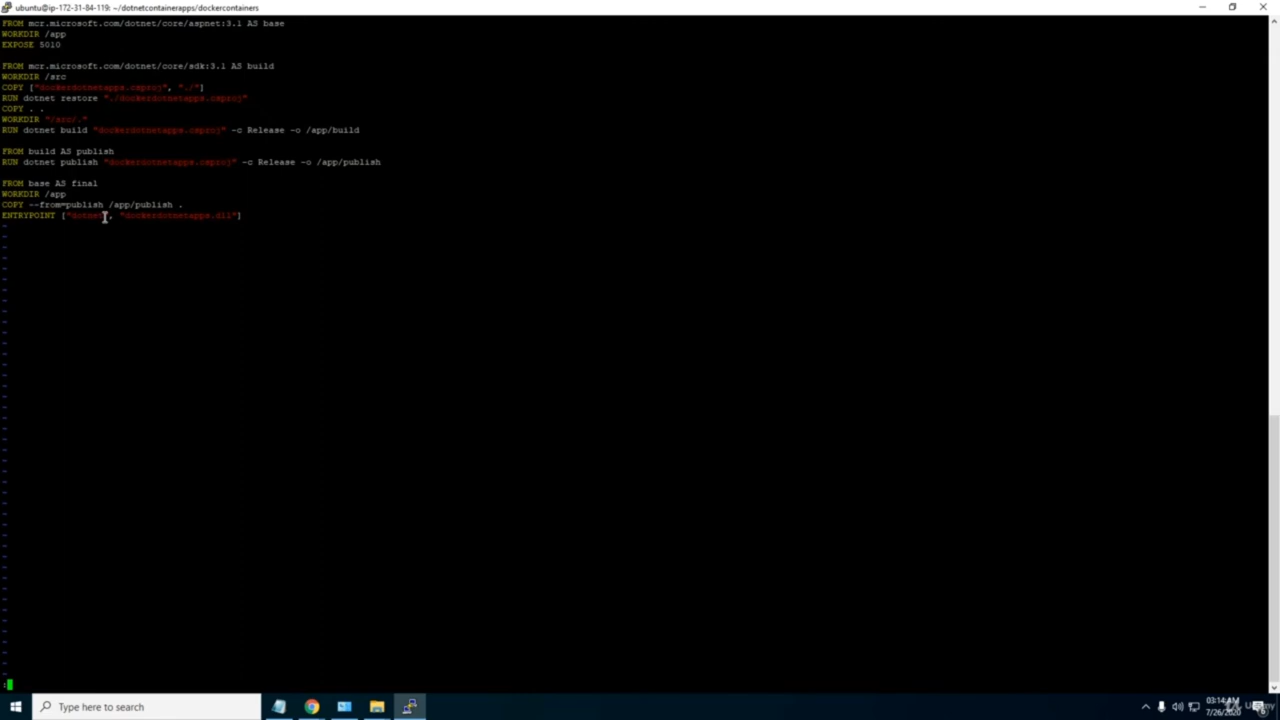 ubuntu@ip-172-31-84-119: ~/dotnetcontainerapps/dockercontainers
FROM mcr.microsoft.com/dotnet/core/aspnet:3.1 AS base
WORKDIR /app
EXPOSE 5010
FROM mcr.microsoft.com/dotnet/core/sdk:3.1 AS build
WORKDIR /src
COPY ["dockerdotnetapps.csproj", "./"]
RUN dotnet restore "./dockerdotnetapps.csproj"
COPY . .
WORKDIR "/src/."
RUN dotnet build "dockerdotnetapps.csproj" -c Release -o /app/build
FROM build AS publish
RUN dotnet publish "dockerdotnetapps.csproj" -c Release -o /app/publish
FROM base AS final
WORKDIR /app
COPY --from=publish /app/publish .
ENTRYPOINT ["dotnet", "dockerdotnetapps.dll"]
:
Type here to search
03:14 AM
7/26/2020
Udemy